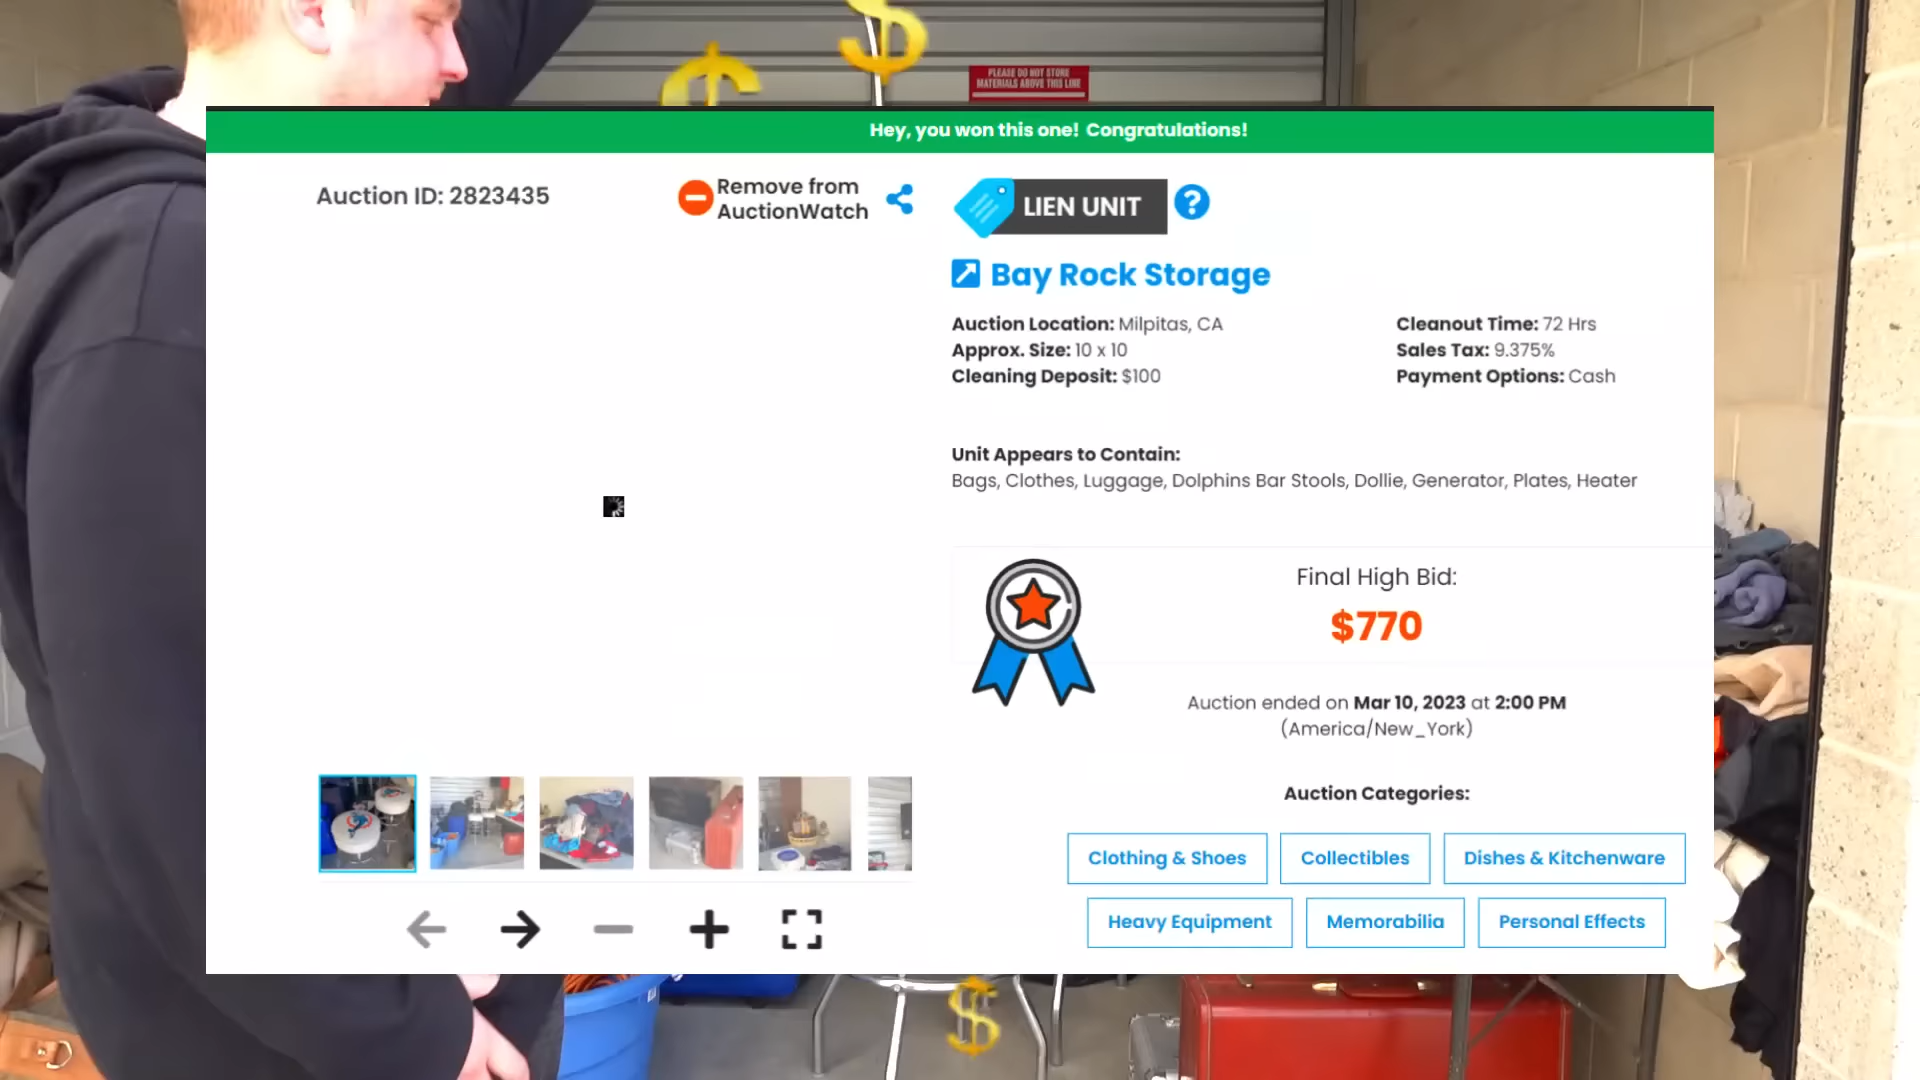 PLEASE DO NOT STORE
MATERIALS ABOVE THIS LINE
Hey, you won this one! Congratulations!
Auction ID: 2823435
Remove from
AuctionWatch
LIEN UNIT
?
Bay Rock Storage
Auction Location: Milpitas, CA
Approx. Size: 10 x 10
Cleaning Deposit: $100
Cleanout Time: 72 Hrs
Sales Tax: 9.375%
Payment Options: Cash
Unit Appears to Contain:
Bags, Clothes, Luggage, Dolphins Bar Stools, Dollie, Generator, Plates, Heater
Final High Bid:
$770
Auction ended on Mar 10, 2023 at 2:00 PM
(America/New_York)
Auction Categories:
Clothing & Shoes
Collectibles
Dishes & Kitchenware
Heavy Equipment
Memorabilia
Personal Effects